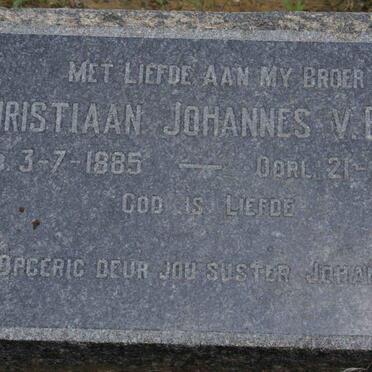 MET LIEFDE AAN MY BROER
RISTIAAN JOHANNES V.
3-7-1885 — OORL. 21-
GOD IS LIEFDE
OPGERIG DEUR JOU SUSTER JOHA